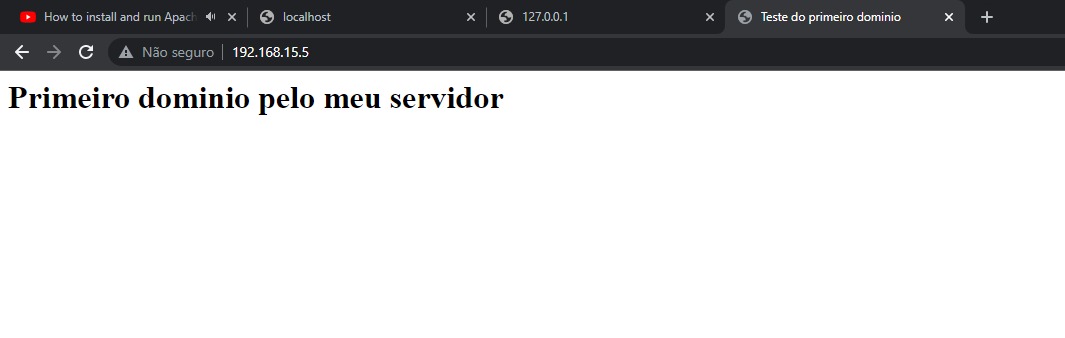 How to install and run Apach
localhost
127.0.0.1
Teste do primeiro dominio
Não seguro
192.168.15.5
Primeiro dominio pelo meu servidor